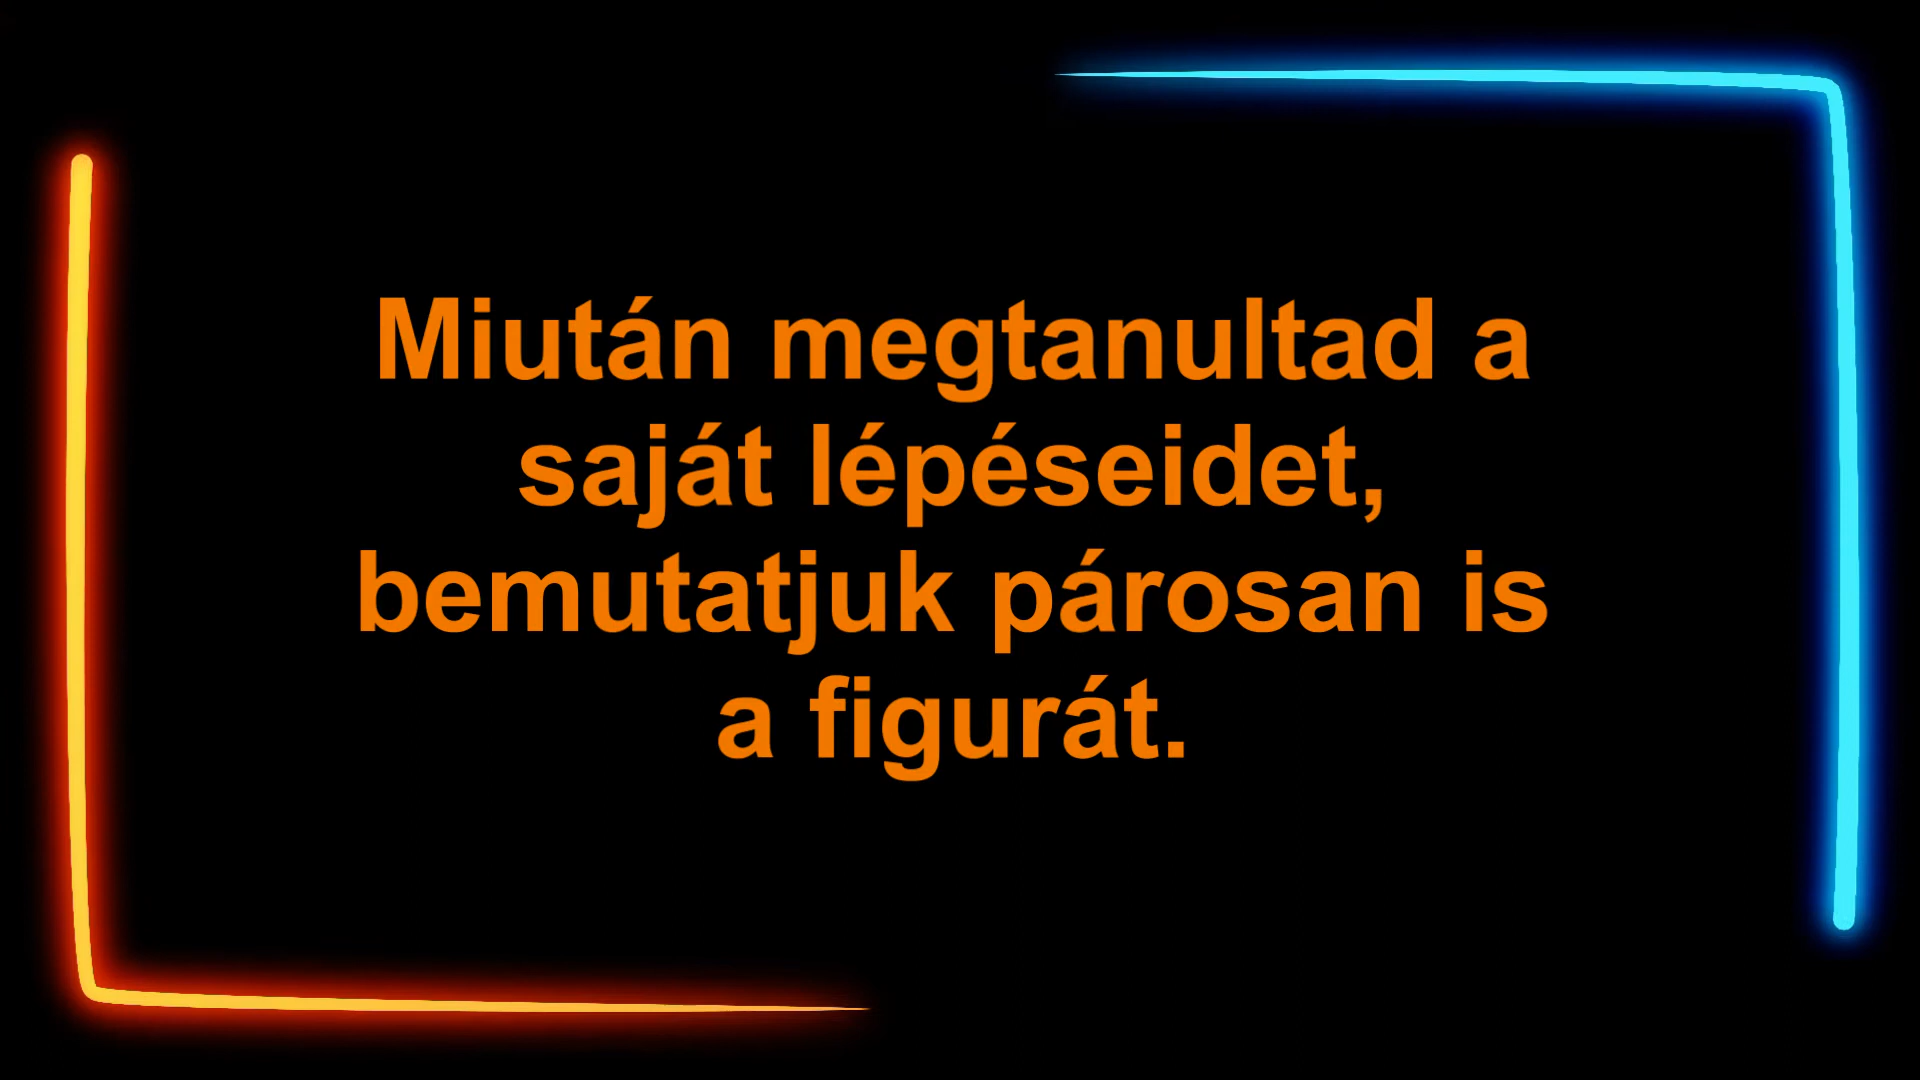 Miután megtanultad a
saját lépéseidet,
bemutatjuk párosan is
a figurát.